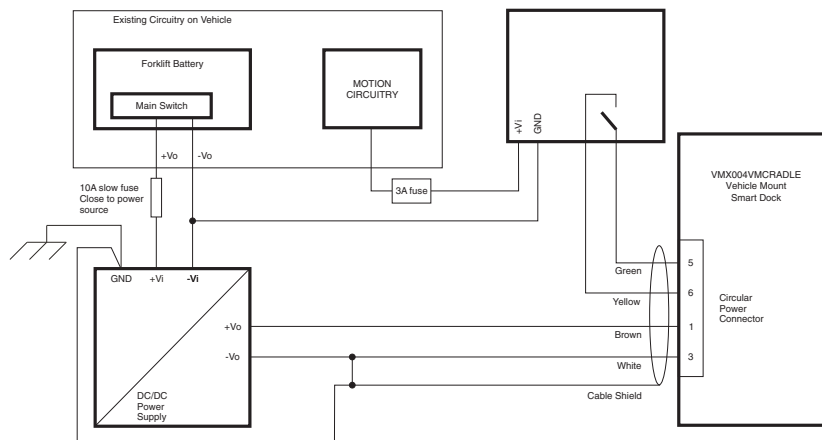 Existing Circuitry on Vehicle
Forklift Battery
Main Switch
MOTION
CIRCUITRY
+Vo
-Vo
10A slow fuse
Close to power
source
3A fuse
+Vi
GND
VMX004VMCRADLE
Vehicle Mount
Smart Dock
GND
+Vi
-Vi
Green
5
Yellow
6
Circular
Power
Connector
+Vo
Brown
1
-Vo
White
3
Cable Shield
DC/DC
Power
Supply